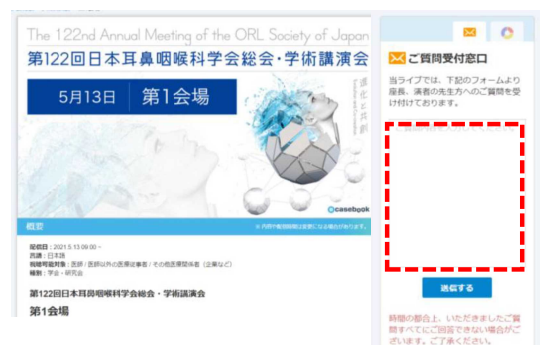 The 122nd Annual Meeting of the ORL Society of Japan
第122回日本耳鼻咽喉科学会総会・学術講演会
5月13日
第1会場
進化と共創
casebook
概要
※ 内容や配信時間は変更になる場合があります。
配信日：2021.5.13 09:00 ~
言語：日本語
視聴可能対象：医師 / 医師以外の医療従事者 / その他医療関係者（企業など）
種別：学会・研究会
第122回日本耳鼻咽喉科学会総会・学術講演会
第1会場
ご質問受付窓口
当ライブでは、下記のフォームより
座長、演者の先生方へのご質問を受
け付けております。
送信する
時間の都合上、いただきましたご質
問すべてにご回答できない場合がご
ざいます。ご了承ください。